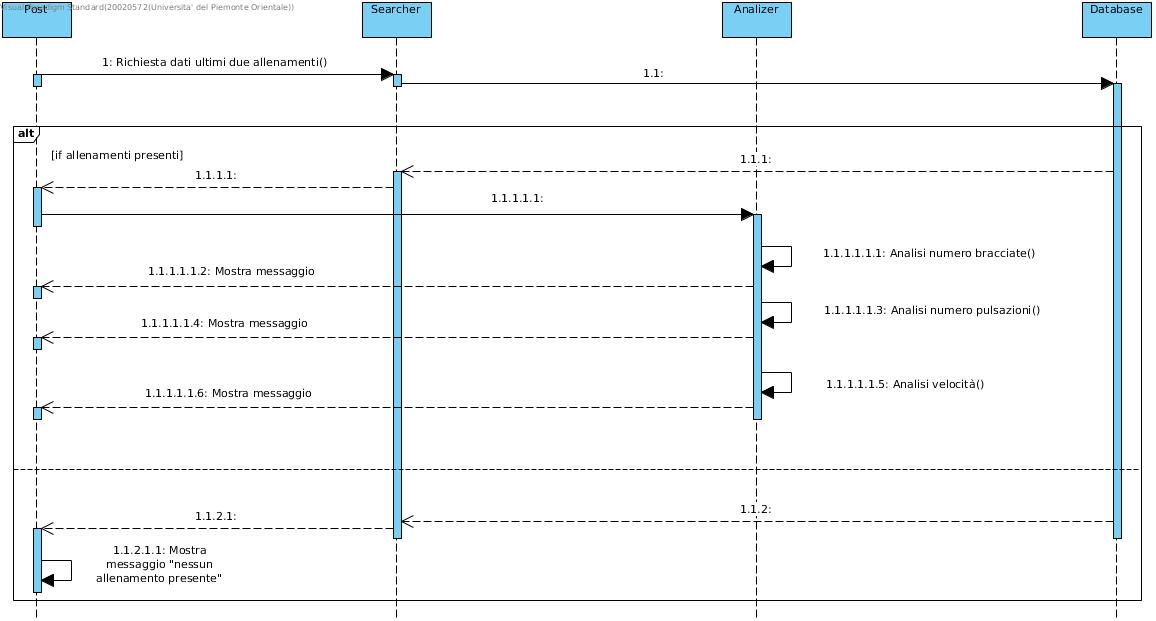 Visual Paradigm Standard(20020572(Universita' del Piemonte Orientale))
Post
Searcher
Analizer
Database
1: Richiesta dati ultimi due allenamenti()
1.1:
alt
[if allenamenti presenti]
1.1.1:
1.1.1.1:
1.1.1.1.1:
1.1.1.1.1.1: Analisi numero bracciate()
1.1.1.1.1.2: Mostra messaggio
1.1.1.1.1.3: Analisi numero pulsazioni()
1.1.1.1.1.4: Mostra messaggio
1.1.1.1.1.5: Analisi velocità()
1.1.1.1.1.6: Mostra messaggio
1.1.2:
1.1.2.1:
1.1.2.1.1: Mostra
messaggio "nessun
allenamento presente"